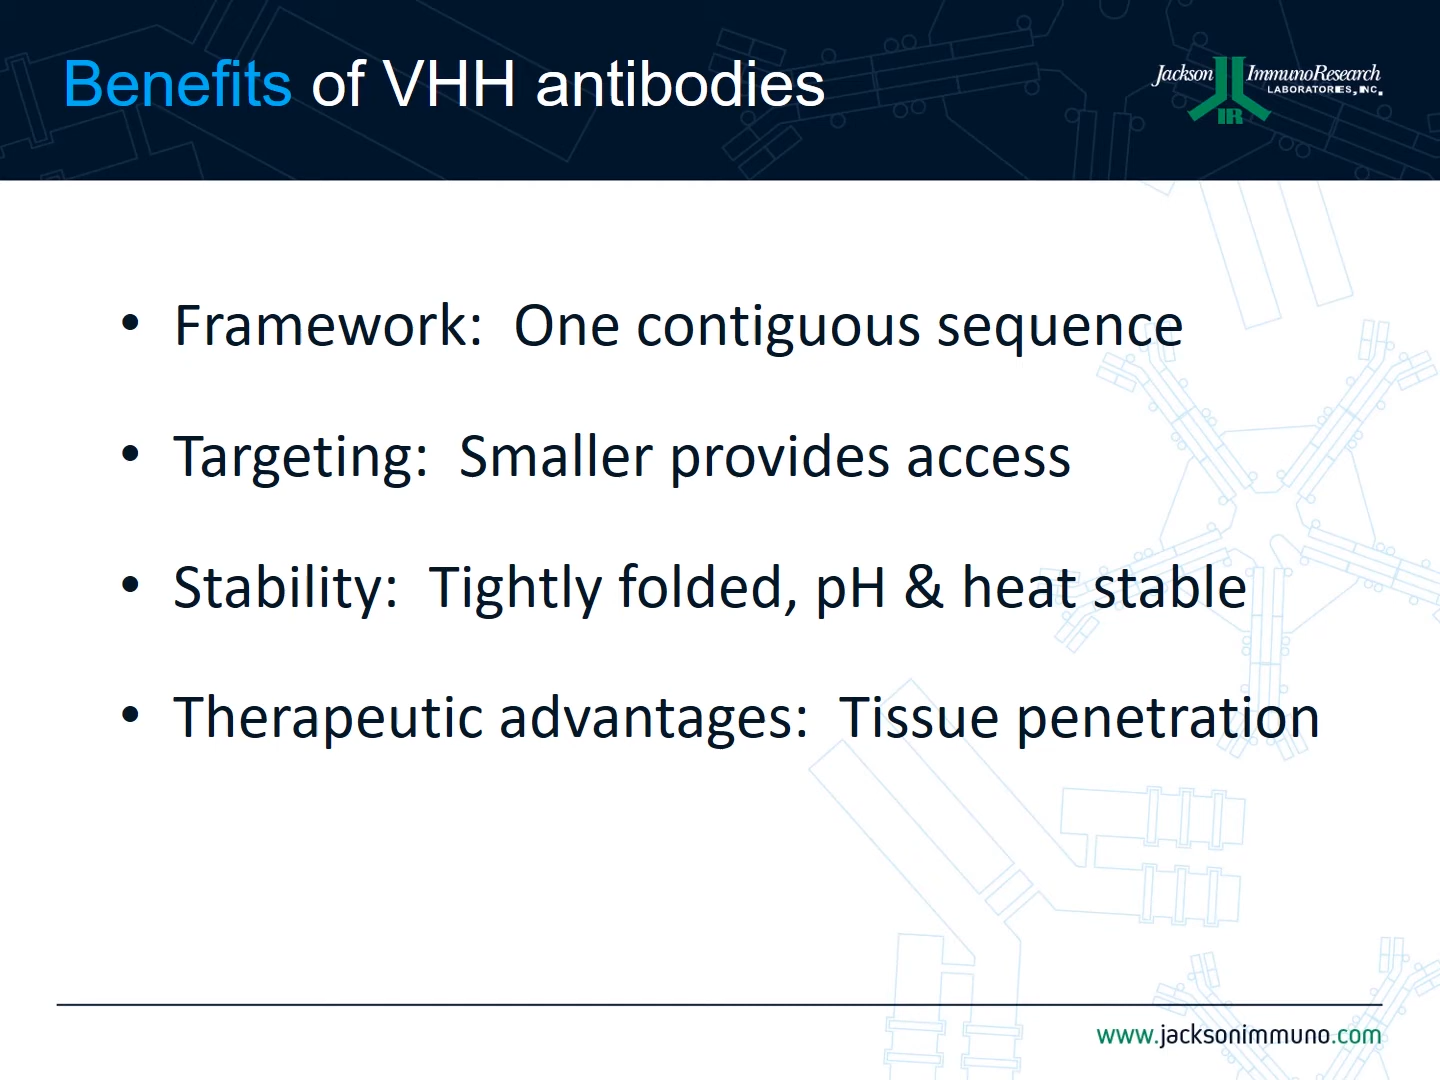 Benefits of VHH antibodies
Jackson ImmunoResearch
LABORATORIES, INC.
IR
• Framework:  One contiguous sequence
• Targeting:  Smaller provides access
• Stability:  Tightly folded, pH & heat stable
• Therapeutic advantages:  Tissue penetration
www.jacksonimmuno.com